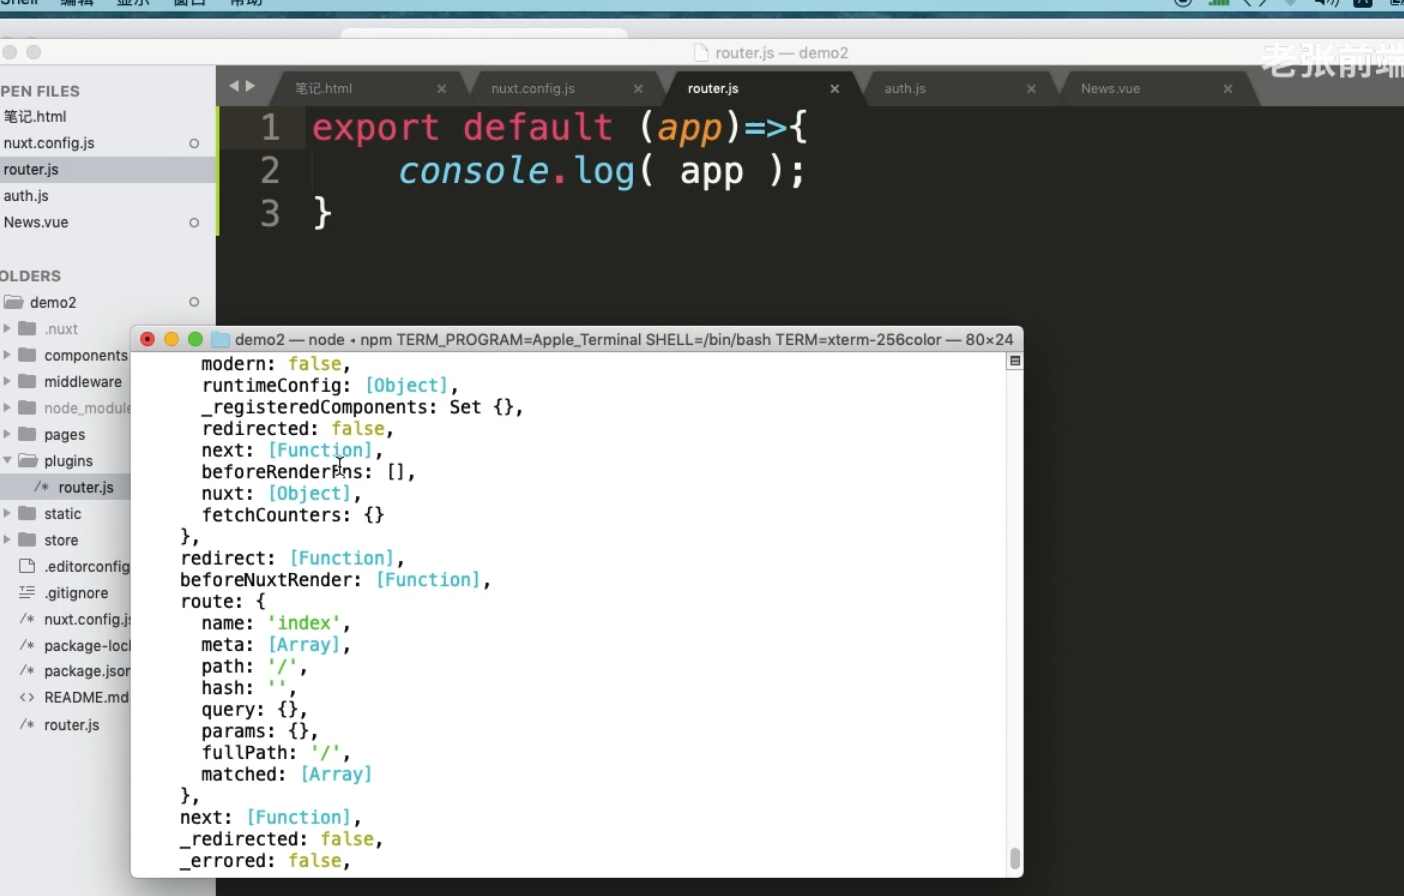 Shell 编辑 显示 窗口 帮助
router.js — demo2
老张前端
PEN FILES
笔记.html
nuxt.config.js
router.js
auth.js
News.vue
OLDERS
demo2
.nuxt
components
middleware
node_module
pages
plugins
/* router.js
static
store
.editorconfig
.gitignore
/* nuxt.config.js
/* package-loc
/* package.json
<> README.md
/* router.js
笔记.html × nuxt.config.js × router.js × auth.js × News.vue ×
1 export default (app)=>{
2 console.log( app );
3 }
demo2 — node ◂ npm TERM_PROGRAM=Apple_Terminal SHELL=/bin/bash TERM=xterm-256color — 80×24
modern: false,
runtimeConfig: [Object],
_registeredComponents: Set {},
redirected: false,
next: [Function],
beforeRenderFns: [],
nuxt: [Object],
fetchCounters: {}
},
redirect: [Function],
beforeNuxtRender: [Function],
route: {
name: 'index',
meta: [Array],
path: '/',
hash: '',
query: {},
params: {},
fullPath: '/',
matched: [Array]
},
next: [Function],
_redirected: false,
_errored: false,